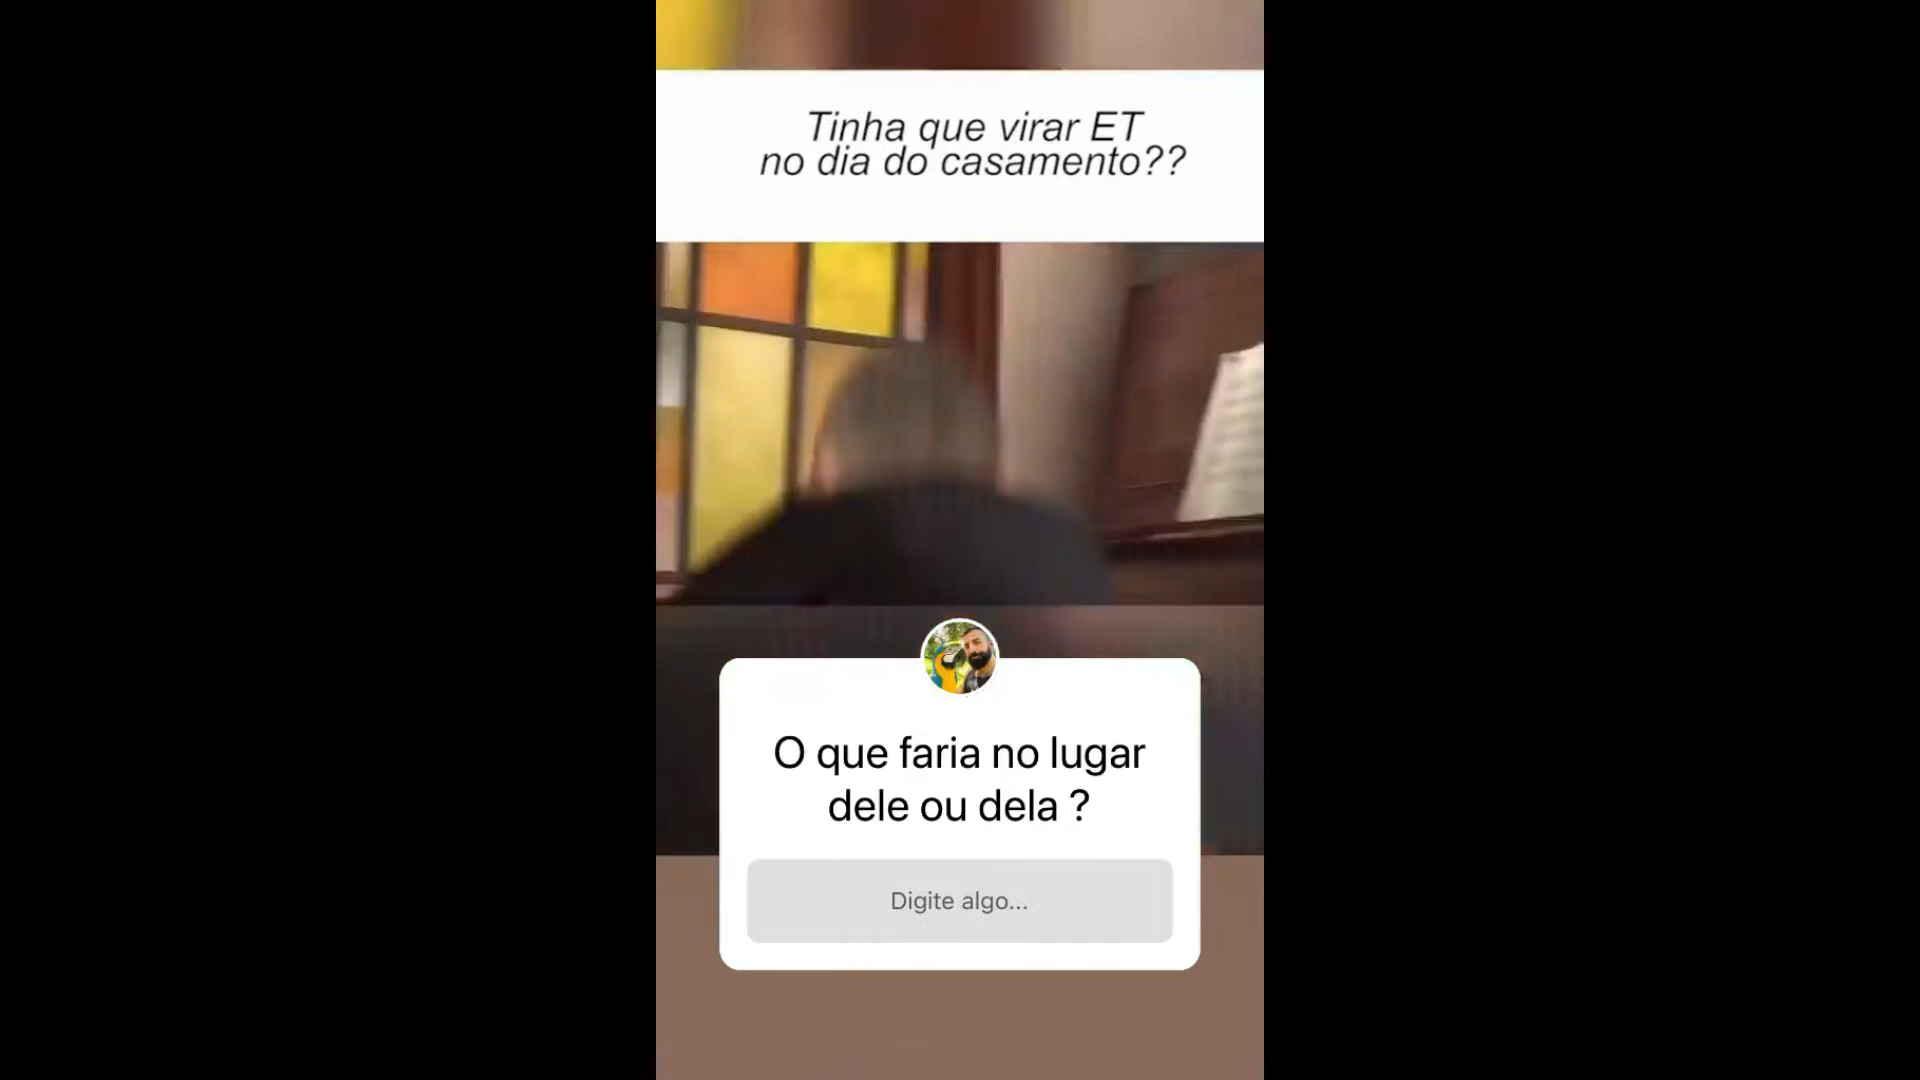 Tinha que virar ET
no dia do casamento??
O que faria no lugar
dele ou dela ?
Digite algo...